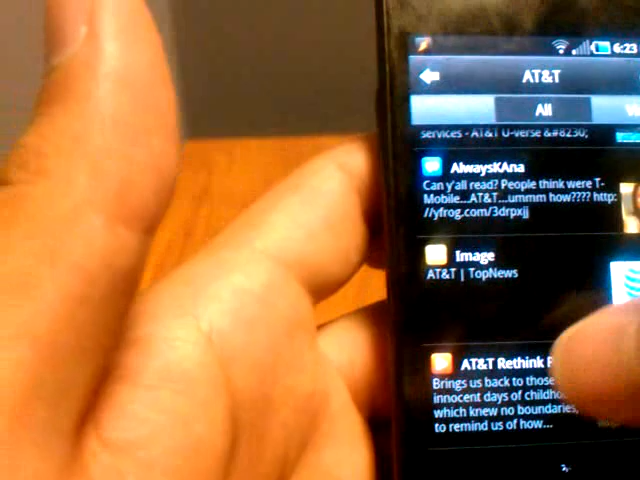 6:23
AT&T
All
services - AT&T U-verse &#8230;
AlwaysKAna
Can y'all read? People think were T-
Mobile...AT&T...ummm how???? http:
//yfrog.com/3drpxjj
Image
AT&T | TopNews
AT&T Rethink
Brings us back to those
innocent days of
which knew no boundaries,
to remind us of how...